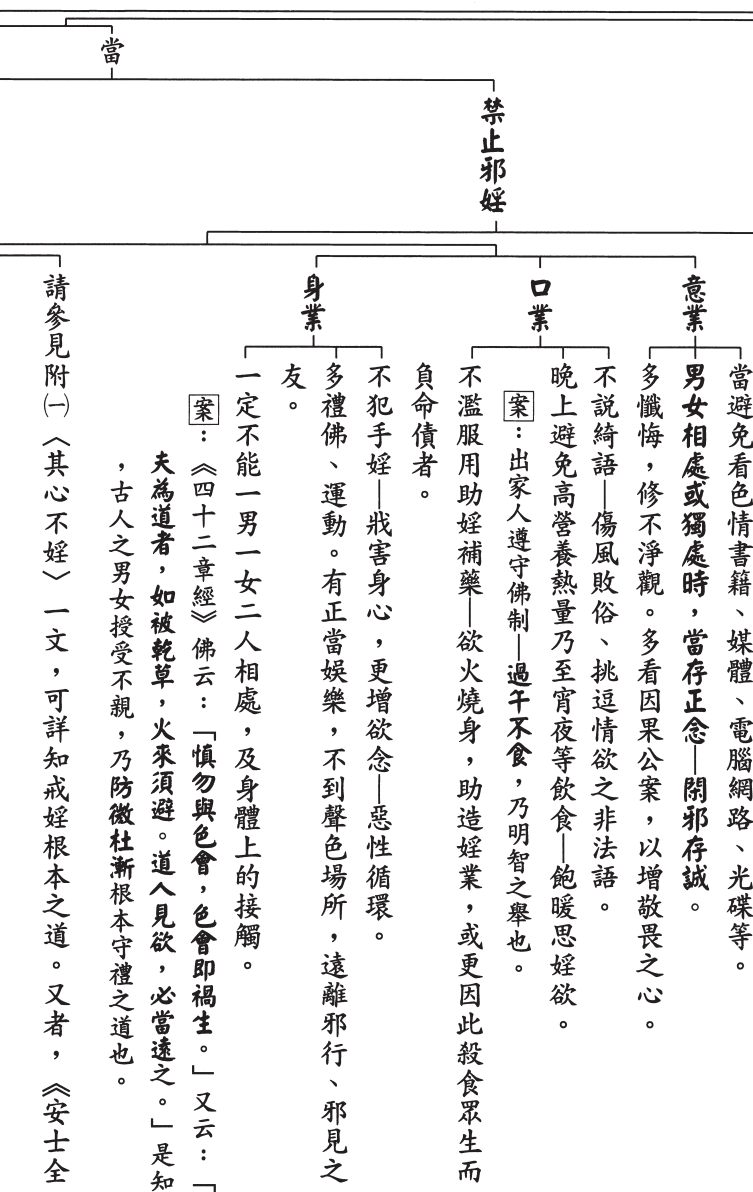 當
禁止邪婬
意業
當避免看色情書籍、媒體、電腦網路、光碟等。
男女相處或獨處時，當存正念—閑邪存誠。
多懺悔，修不淨觀。多看因果公案，以增敬畏之心。
口業
不說綺語—傷風敗俗、挑逗情欲之非法語。
晚上避免高營養熱量乃至宵夜等飲食—飽暖思婬欲。
案：出家人遵守佛制—過午不食，乃明智之舉也。
不濫服用助婬補藥—欲火燒身，助造婬業，或更因此殺食眾生而
負命債者。
身業
不犯手婬—戕害身心，更增欲念—惡性循環。
多禮佛、運動。有正當娛樂，不到聲色場所，遠離邪行、邪見之
友。
一定不能一男一女二人相處，及身體上的接觸。
案：《四十二章經》佛云：「慎勿與色會，色會即禍生。」又云：「
夫為道者，如被乾草，火來須避。道人見欲，必當遠之。」是知
，古人之男女授受不親，乃防微杜漸根本守禮之道也。
請參見附㈠〈其心不婬〉一文，可詳知戒婬根本之道。又者，《安士全